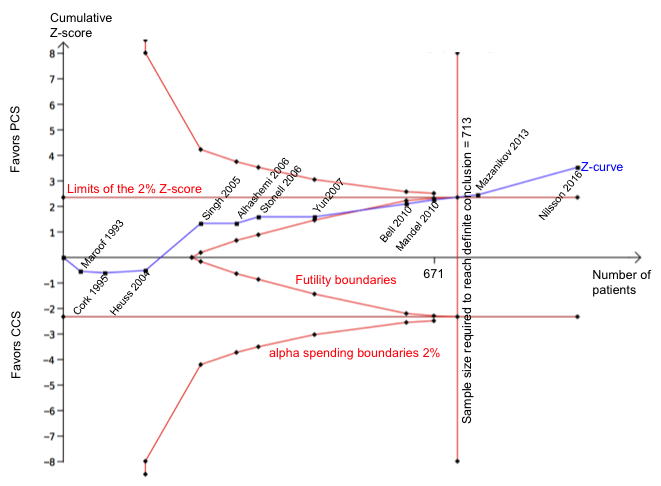 Cumulative
Z-score
Favors PCS
Favors CCS
8
7
6
5
4
3
2
1
-1
-2
-3
-4
-5
-6
-7
-8
Limits of the 2% Z-score
Maroof 1993
Cork 1995
Heuss 2004
Singh 2005
Alhashemi 2006
Stonell 2006
Yun2007
Bell 2010
Mandel 2010
Mazanikov 2013
Nilsson 2016
Z-curve
671
Number of
patients
Futility boundaries
alpha spending boundaries 2%
Sample size required to reach definite conclusion = 713